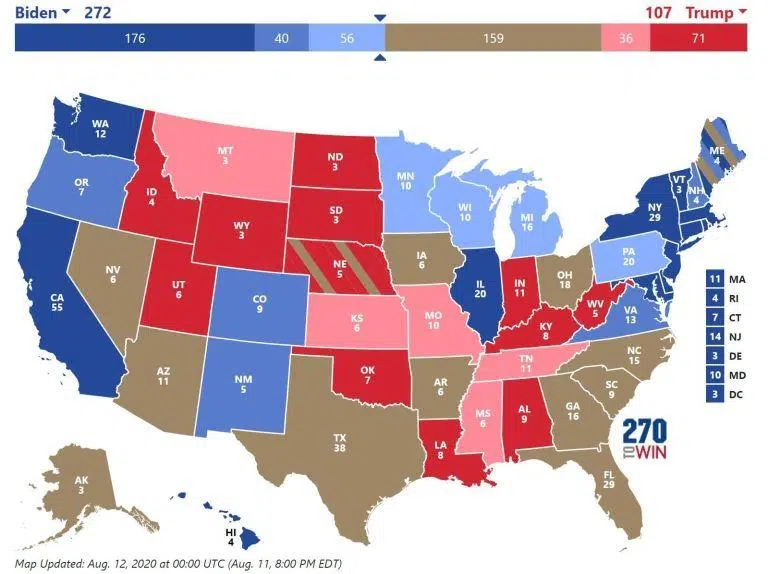 Biden 272
107 Trump
176 40 56 159 36 71
WA
12
OR
7
CA
55
NV
6
ID
4
MT
3
WY
3
UT
6
AZ
11
CO
9
NM
5
ND
3
SD
3
NE
5
KS
6
OK
7
TX
38
MN
10
IA
6
MO
10
AR
6
LA
8
WI
10
IL
20
MI
16
IN
11
OH
18
KY
8
TN
11
MS
6
AL
9
GA
16
FL
29
SC
9
NC
15
VA
13
WV
5
PA
20
NY
29
VT
3
NH
4
ME
4
AK
3
HI
4
11 MA
4 RI
7 CT
14 NJ
3 DE
10 MD
3 DC
270
TO WIN
Map Updated: Aug. 12, 2020 at 00:00 UTC (Aug. 11, 8:00 PM EDT)